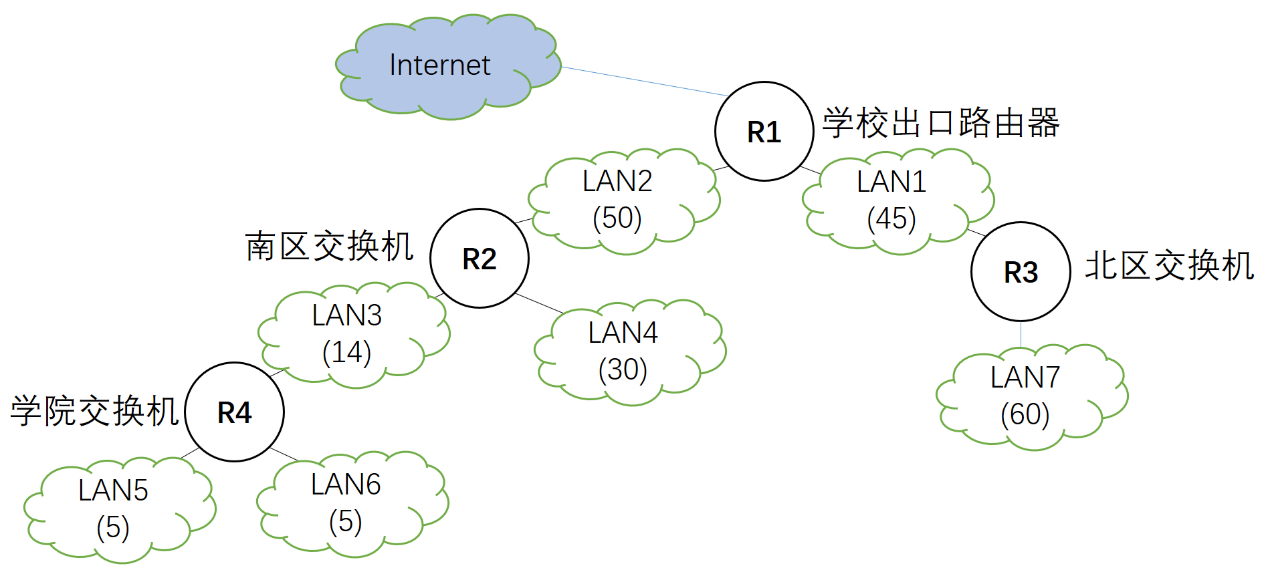 Internet
R1
学校出口路由器
LAN2
(50)
LAN1
(45)
南区交换机
R2
R3
北区交换机
LAN3
(14)
LAN4
(30)
LAN7
(60)
学院交换机
R4
LAN5
(5)
LAN6
(5)